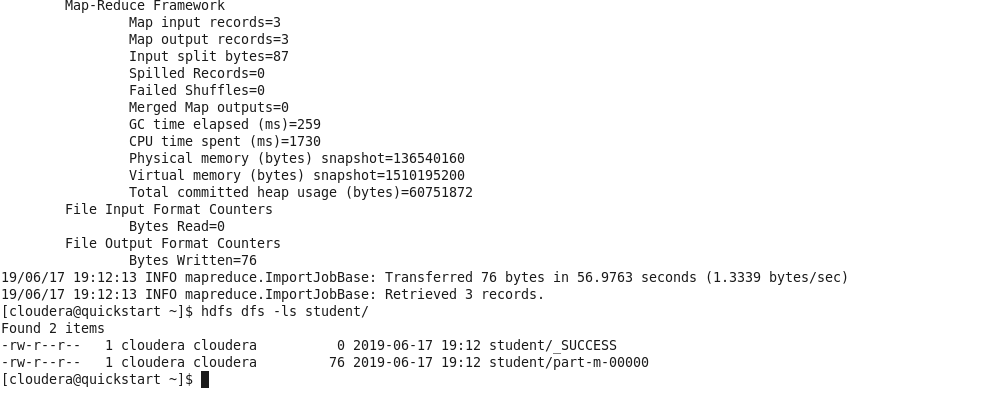 Map-Reduce Framework
Map input records=3
Map output records=3
Input split bytes=87
Spilled Records=0
Failed Shuffles=0
Merged Map outputs=0
GC time elapsed (ms)=259
CPU time spent (ms)=1730
Physical memory (bytes) snapshot=136540160
Virtual memory (bytes) snapshot=1510195200
Total committed heap usage (bytes)=60751872
File Input Format Counters
Bytes Read=0
File Output Format Counters
Bytes Written=76
19/06/17 19:12:13 INFO mapreduce.ImportJobBase: Transferred 76 bytes in 56.9763 seconds (1.3339 bytes/sec)
19/06/17 19:12:13 INFO mapreduce.ImportJobBase: Retrieved 3 records.
[cloudera@quickstart ~]$ hdfs dfs -ls student/
Found 2 items
-rw-r--r--   1 cloudera cloudera          0 2019-06-17 19:12 student/_SUCCESS
-rw-r--r--   1 cloudera cloudera         76 2019-06-17 19:12 student/part-m-00000
[cloudera@quickstart ~]$